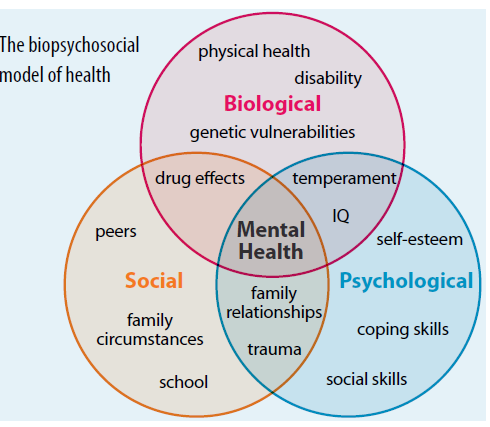 The biopsychosocial
model of health
physical health
disability
Biological
genetic vulnerabilities
drug effects
temperament
IQ
peers
Mental
Health
self-esteem
Social
Psychological
family
relationships
family
circumstances
coping skills
trauma
school
social skills